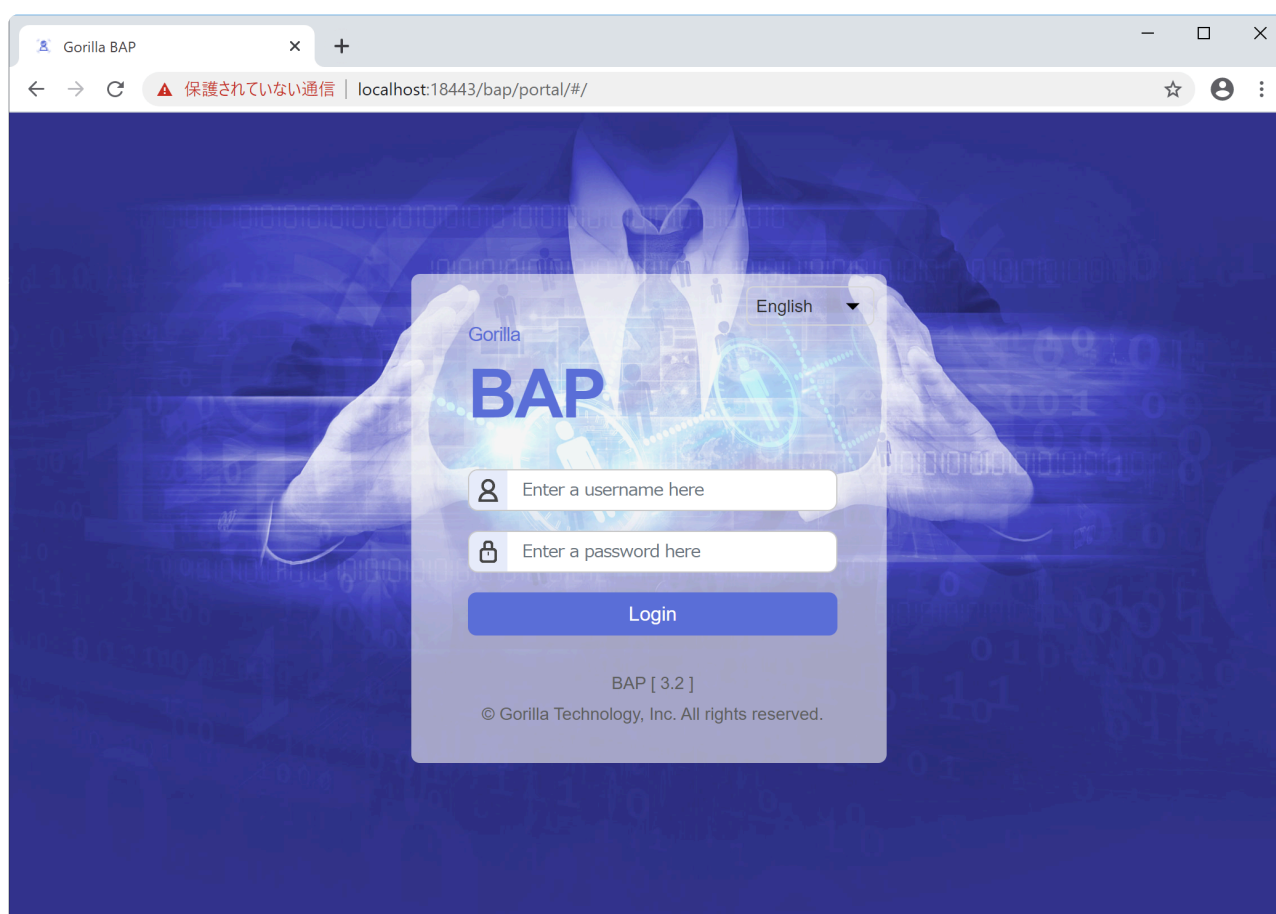 Gorilla BAP
保護されていない通信 | localhost:18443/bap/portal/#/
English
Gorilla
BAP
Enter a username here
Enter a password here
Login
BAP [ 3.2 ]
© Gorilla Technology, Inc. All rights reserved.